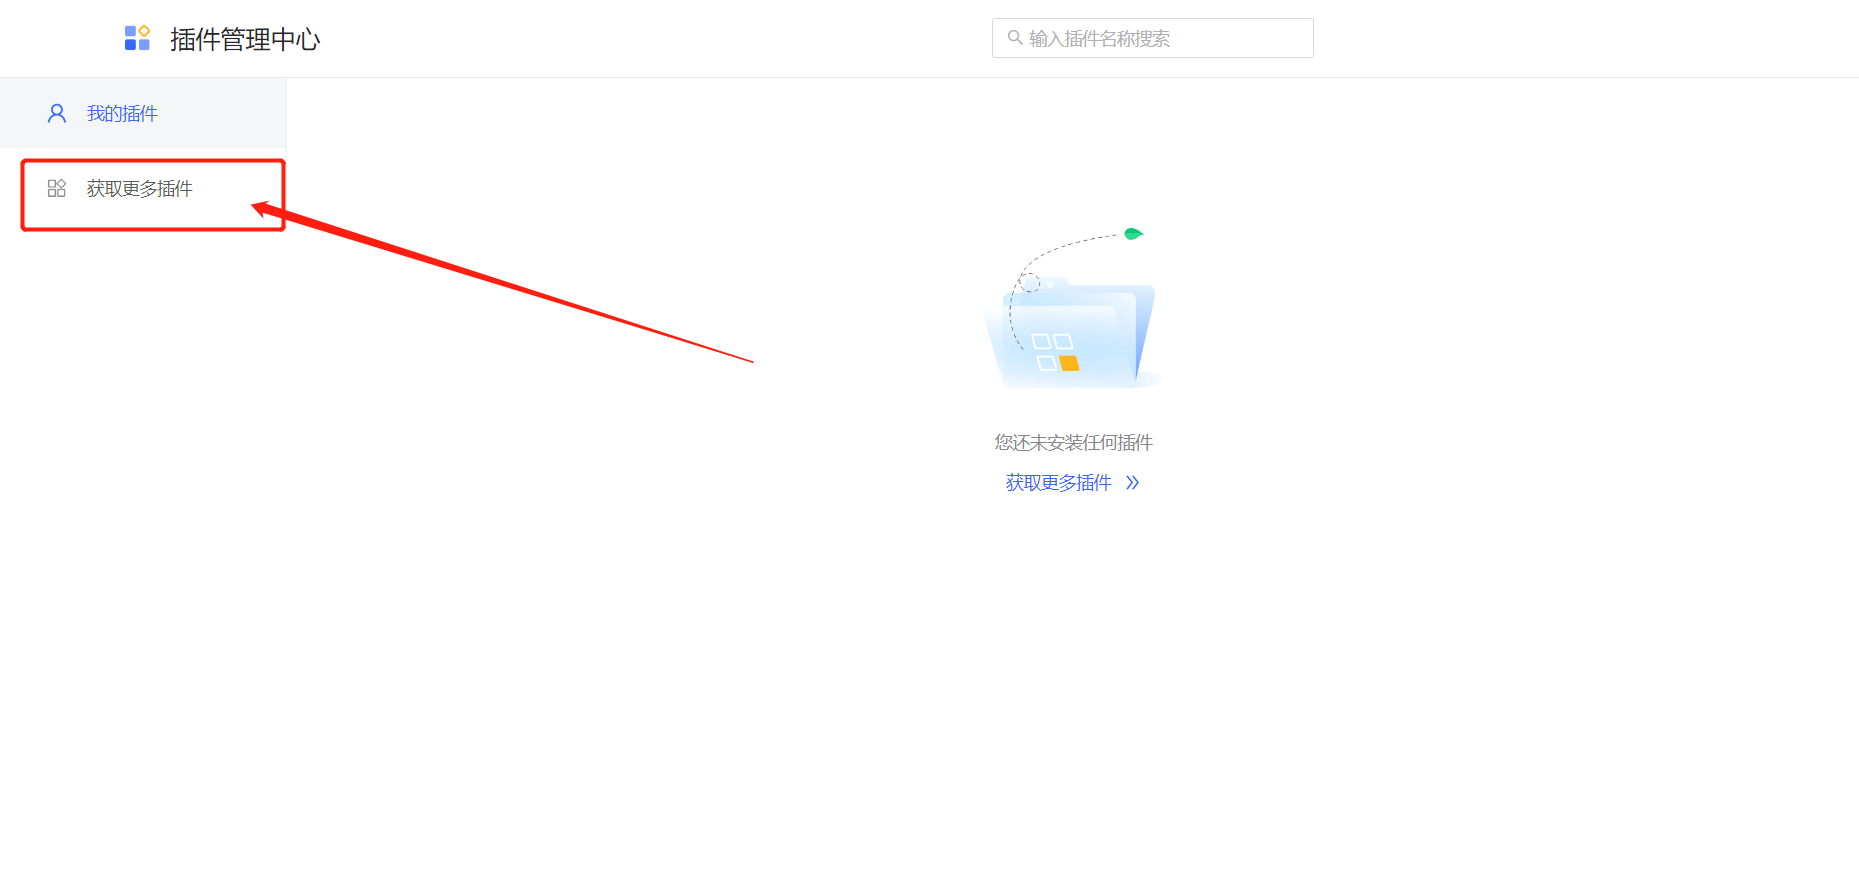 插件管理中心
输入插件名称搜索
我的插件
获取更多插件
您还未安装任何插件
获取更多插件